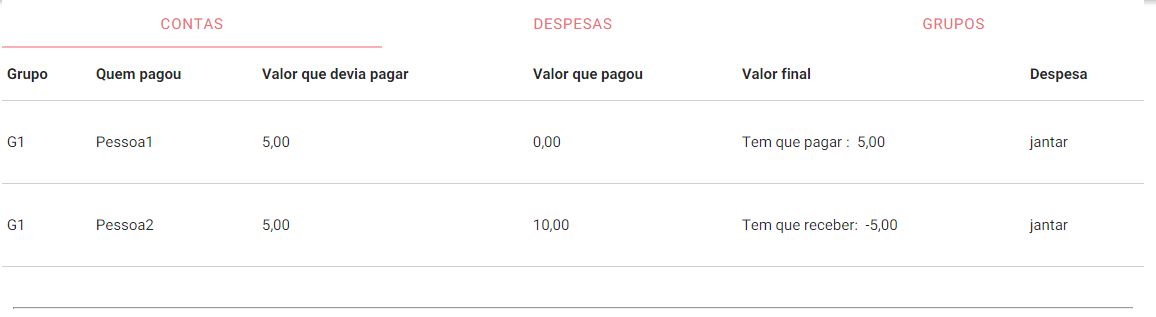 CONTAS DESPESAS GRUPOS
Grupo Quem pagou Valor que devia pagar Valor que pagou Valor final Despesa
G1 Pessoa1 5,00 0,00 Tem que pagar : 5,00 jantar
G1 Pessoa2 5,00 10,00 Tem que receber: -5,00 jantar